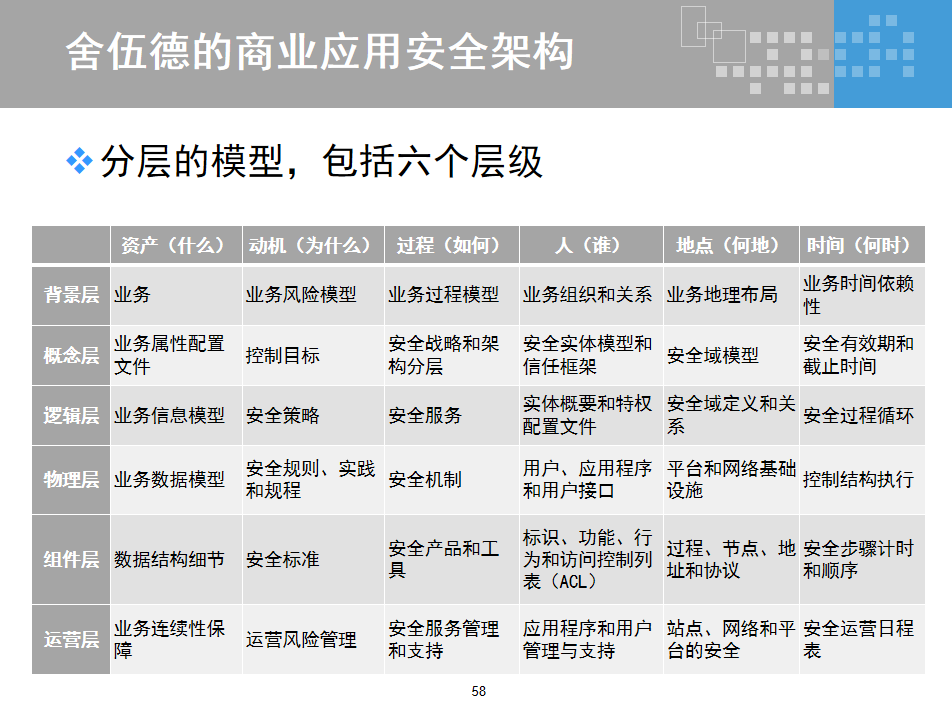 舍伍德的商业应用安全架构
分层的模型，包括六个层级
资产（什么） 动机（为什么） 过程（如何） 人（谁） 地点（何地） 时间（何时）
背景层 业务 业务风险模型 业务过程模型 业务组织和关系 业务地理布局 业务时间依赖
性
概念层 业务属性配置 控制目标 安全战略和架 安全实体模型和 安全域模型 安全有效期和
文件 构分层 信任框架 截止时间
逻辑层 业务信息模型 安全策略 安全服务 实体概要和特权 安全域定义和关 安全过程循环
配置文件 系
物理层 业务数据模型 安全规则、实践 安全机制 用户、应用程序 平台和网络基础 控制结构执行
和规程 和用户接口 设施
组件层 数据结构细节 安全标准 安全产品和工 标识、功能、行 过程、节点、地 安全步骤计时
具 为和访问控制列 址和协议 和顺序
表（ACL）
运营层 业务连续性保 运营风险管理 安全服务管理 应用程序和用户 站点、网络和平 安全运营日程
障 和支持 管理与支持 台的安全 表
58